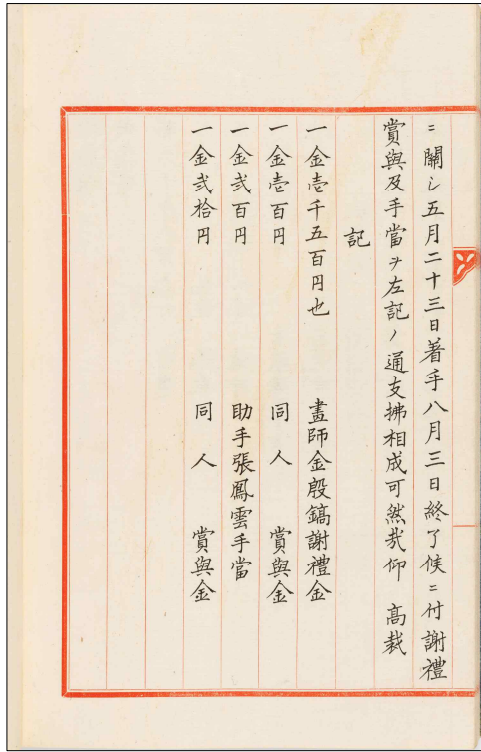 ニ關シ五月二十三日著手八月三日終了候ニ付謝禮
賞與及手當ヲ左記ノ通支拂相成可然哉仰 高裁
記
一金壱千五百円也 畫師金殷鎬謝禮金
一金壱百円 同人 賞與金
一金弍百円 助手張鳳雲手當
一金弍拾円 同人 賞與金